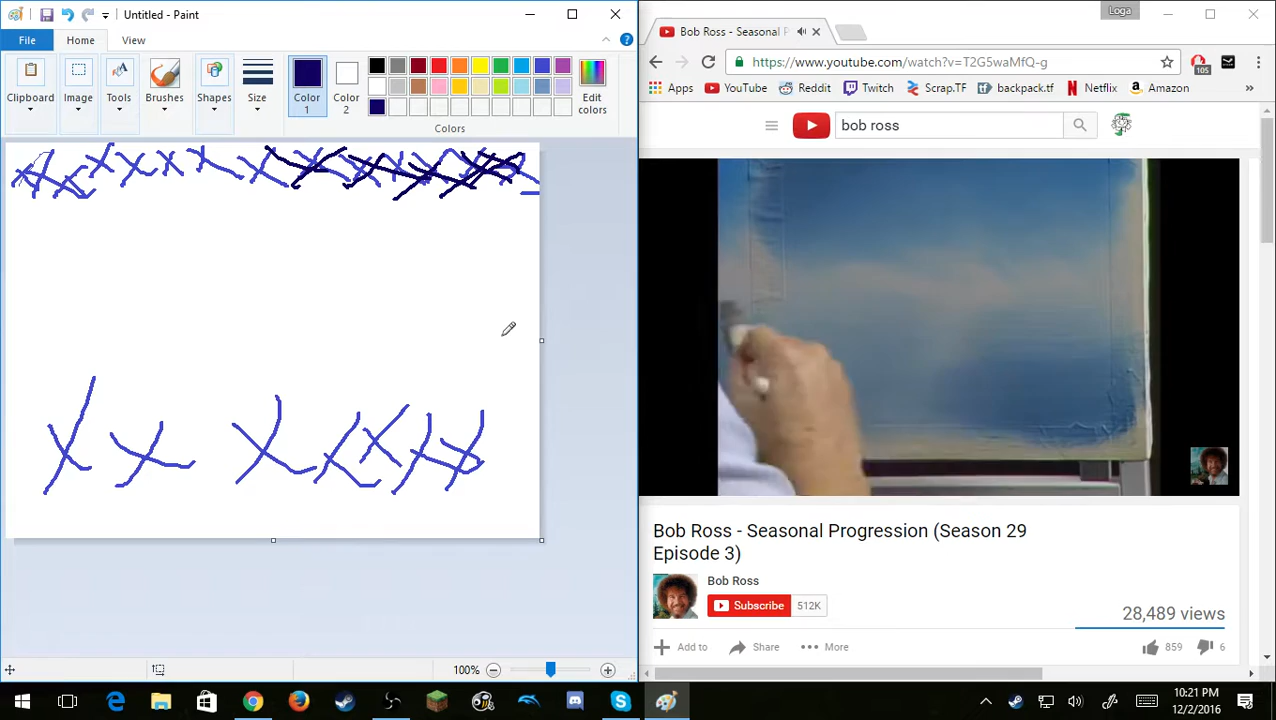 Untitled - Paint
File
Home
View
Clipboard
Image
Tools
Brushes
Shapes
Size
Color 1
Color 2
Edit colors
Colors
100%
Loga
Bob Ross - Seasonal P
https://www.youtube.com/watch?v=T2G5waMfQ-g
105
Apps
YouTube
Reddit
Twitch
Scrap.TF
backpack.tf
Netflix
Amazon
»
bob ross
Bob Ross - Seasonal Progression (Season 29
Episode 3)
Bob Ross
Subscribe
512K
28,489 views
Add to
Share
More
859
6
10:21 PM
12/2/2016